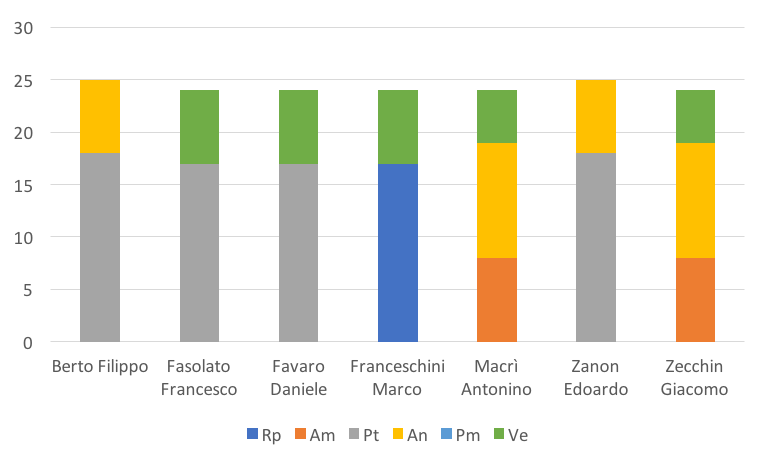 30
25
20
15
10
5
0
Berto Filippo
Fasolato
Francesco
Favaro
Daniele
Franceschini
Marco
Macrì
Antonino
Zanon
Edoardo
Zecchin
Giacomo
Rp Am Pt An Pm Ve